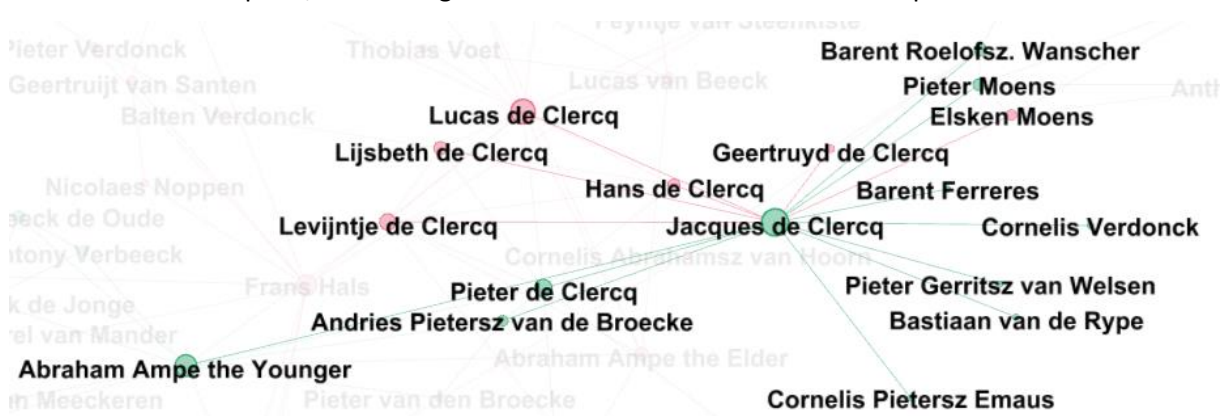 Pieter Verdonck
Thobias Voet
Barent Roelofsz. Wanscher
Geertruijt van Santen
Lucas van Beeck
Pieter Moens
Balten Verdonck
Lucas de Clercq
Elsken Moens
Lijsbeth de Clercq
Geertruyd de Clercq
Nicolaes Noppen
Hans de Clercq
Barent Ferreres
de Oude
Levijntje de Clercq
Jacques de Clercq
Cornelis Verdonck
Verbeeck
Cornelis Abrahamsz van Hoorn
Frans Hals
Pieter de Clercq
Pieter Gerritsz van Welsen
de Jonge
Andries Pietersz van de Broecke
Bastiaan van de Rype
van Mander
Abraham Ampe the Younger
Abraham Ampe the Elder
Meeckeren
Pieter van den Broecke
Cornelis Pietersz Emaus